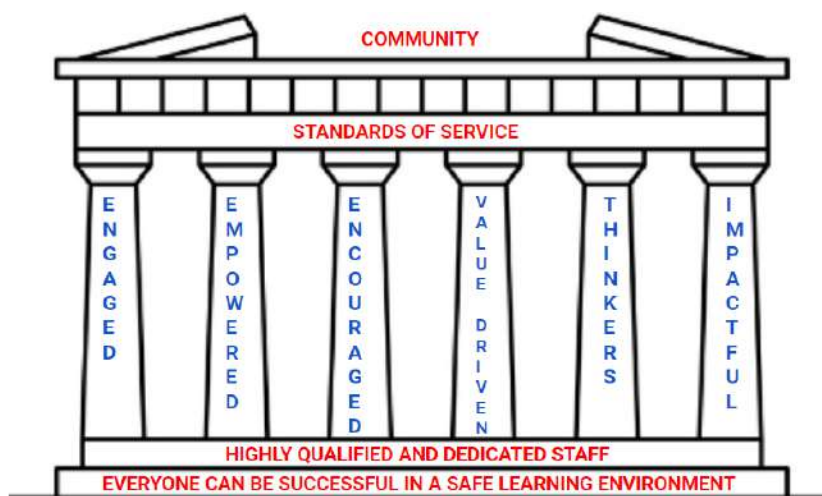 COMMUNITY
STANDARDS OF SERVICE
ENGAGED
EMPOWERED
ENCOURAGED
VALUE DRIVEN
THINKERS
IMPACTFUL
HIGHLY QUALIFIED AND DEDICATED STAFF
EVERYONE CAN BE SUCCESSFUL IN A SAFE LEARNING ENVIRONMENT